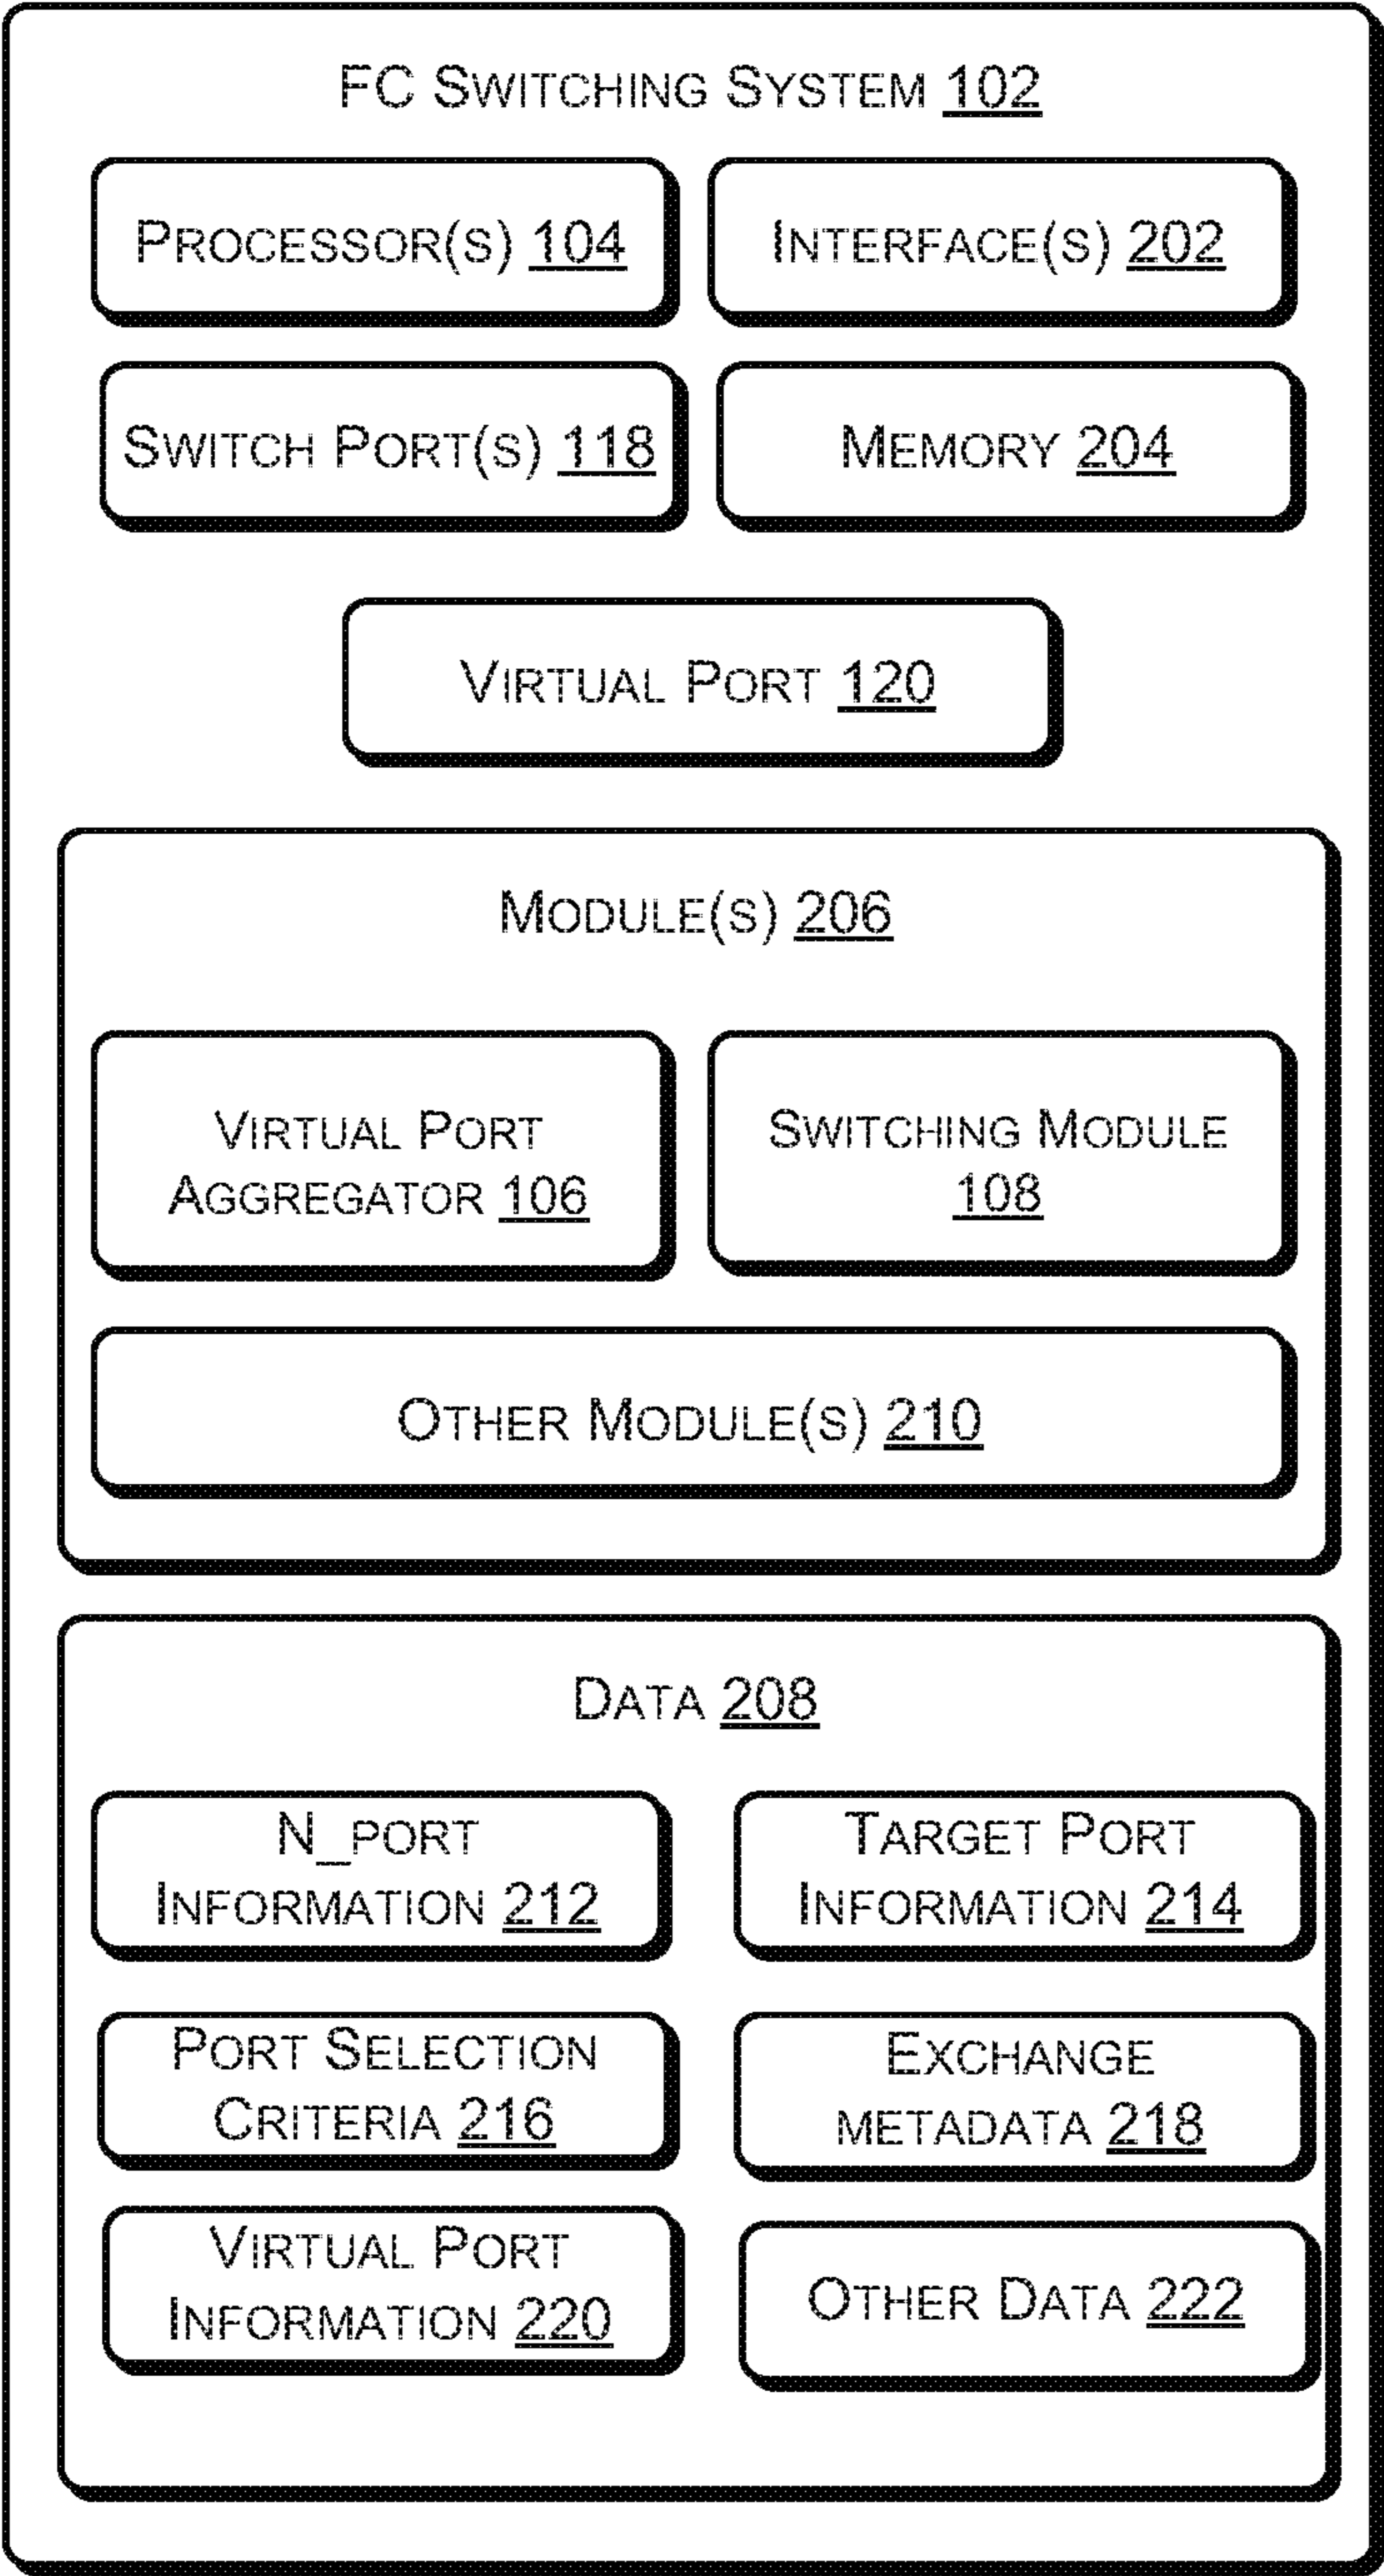 FC SWITCHING SYSTEM 102
PROCESSOR(S) 104
INTERFACE(S) 202
SWITCH PORT(S) 118
MEMORY 204
VIRTUAL PORT 120
MODULE(S) 206
VIRTUAL PORT
AGGREGATOR 106
SWITCHING MODULE
108
OTHER MODULE(S) 210
DATA 208
N_PORT
INFORMATION 212
TARGET PORT
INFORMATION 214
PORT SELECTION
CRITERIA 216
EXCHANGE
METADATA 218
VIRTUAL PORT
INFORMATION 220
OTHER DATA 222